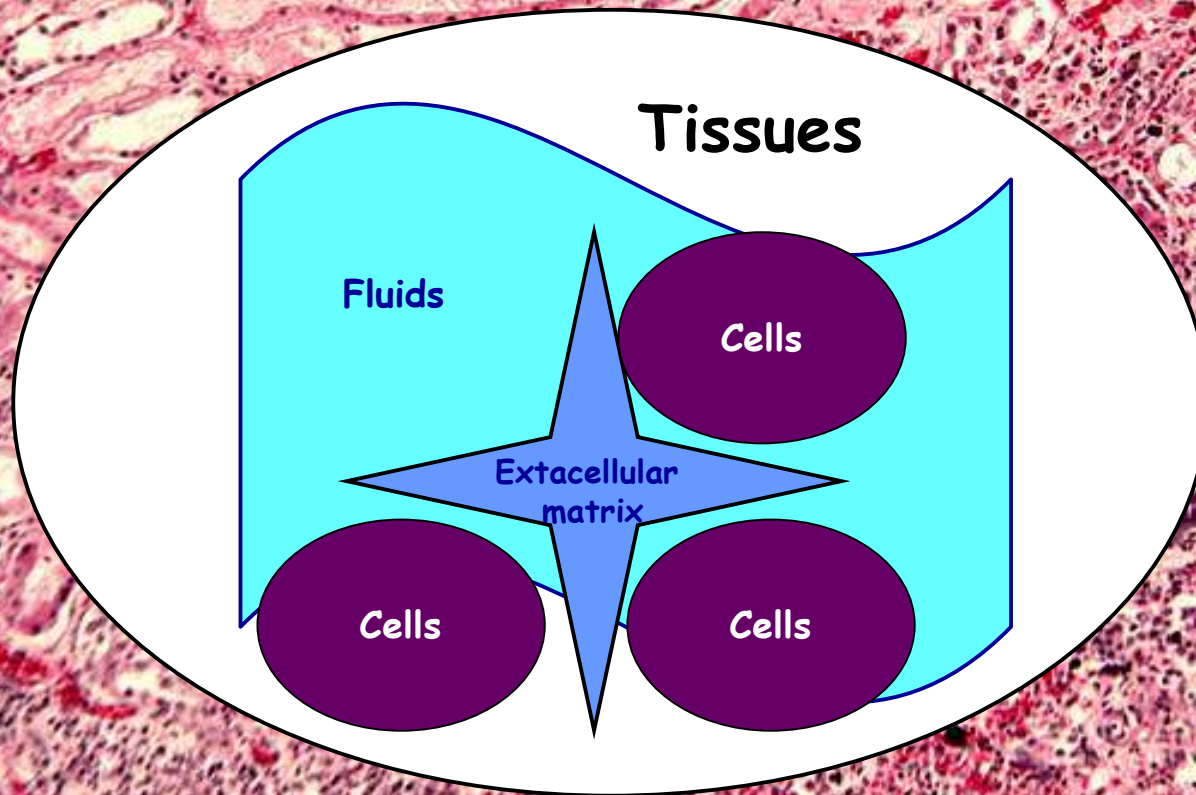 Tissues
Fluids
Cells
Extacellular
matrix
Cells
Cells